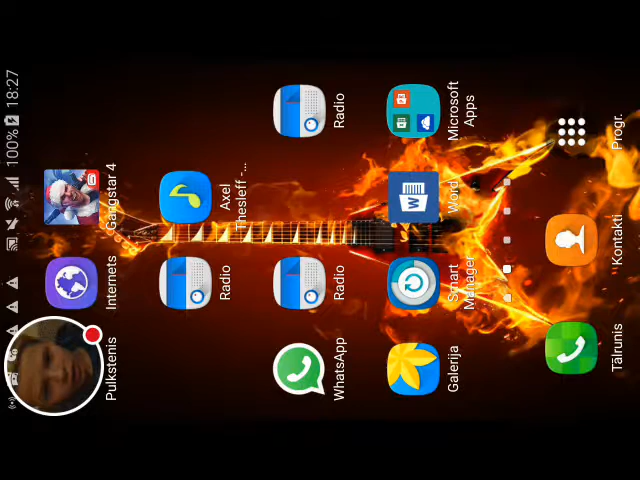 100% 18:27
Pulkstenis
Internets
Gangstar 4
Radio
Axel
Thesleff -...
WhatsApp
Radio
Radio
Galerija
Smart
Manager
W
Word
Microsoft
Apps
Tālrunis
Kontakti
Progr.